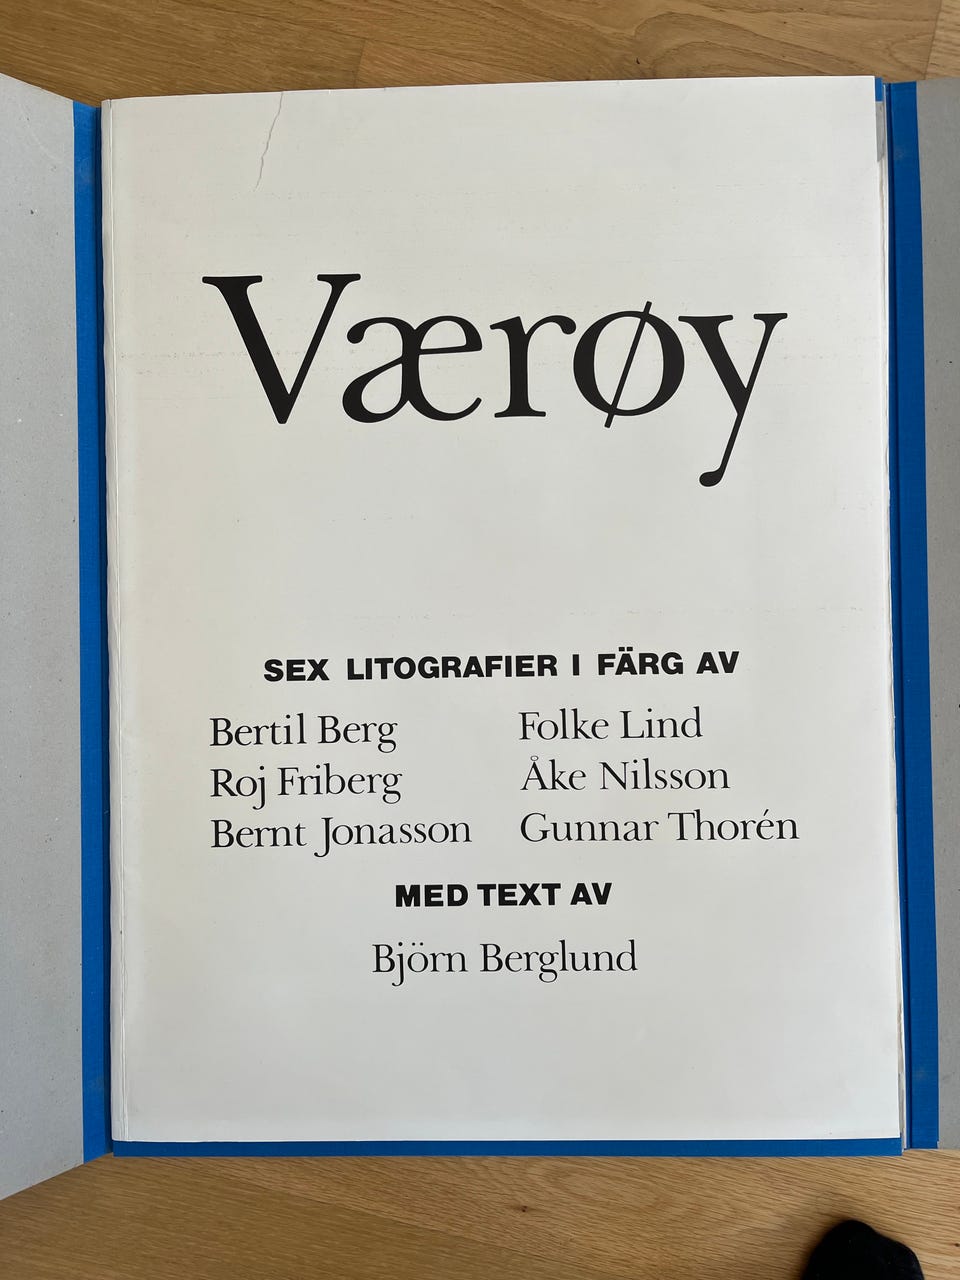 Værøy
SEX LITOGRAFIER I FÄRG AV
Bertil Berg
Roj Friberg
Bernt Jonasson
Folke Lind
Åke Nilsson
Gunnar Thorén
MED TEXT AV
Björn Berglund